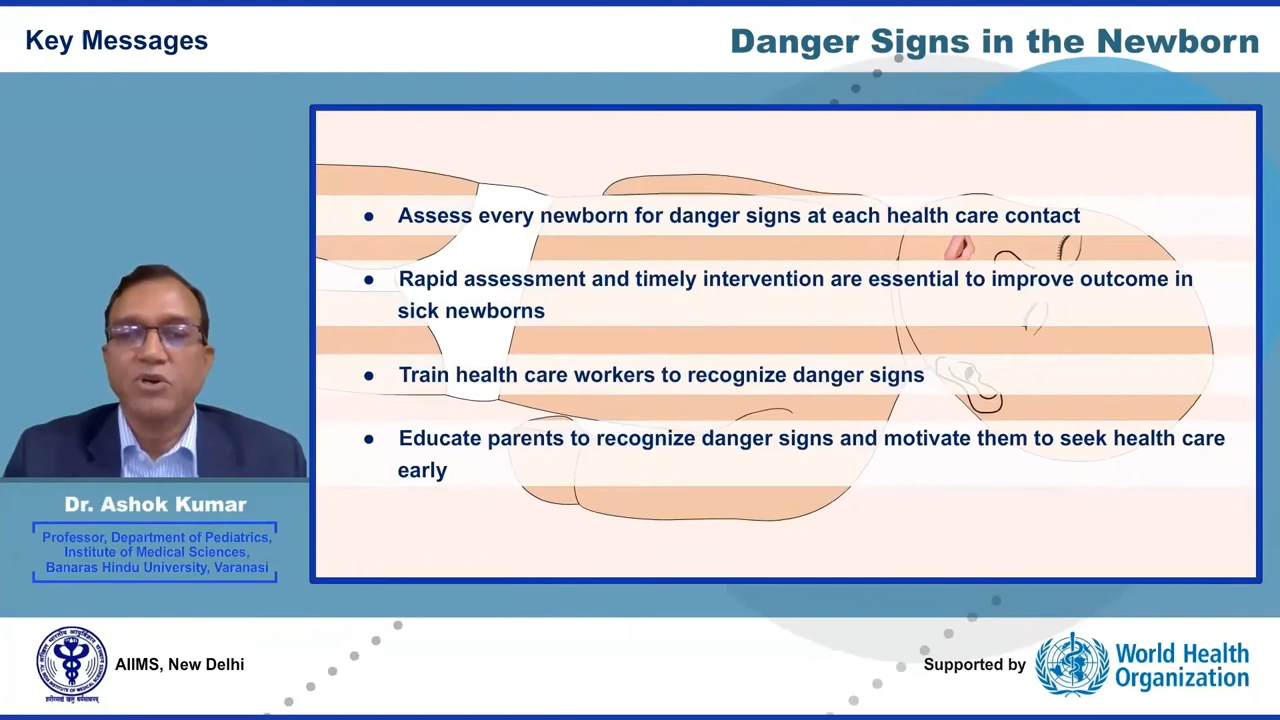 Key Messages
Danger Signs in the Newborn
● Assess every newborn for danger signs at each health care contact
● Rapid assessment and timely intervention are essential to improve outcome in
sick newborns
● Train health care workers to recognize danger signs
● Educate parents to recognize danger signs and motivate them to seek health care
early
Dr. Ashok Kumar
Professor, Department of Pediatrics,
Institute of Medical Sciences,
Banaras Hindu University, Varanasi
AIIMS, New Delhi
Supported by
World Health
Organization